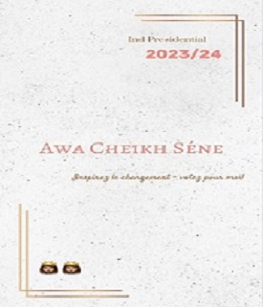 Ind Presidential
2023/24
AWA CHEIKH SÉNE
Inspirez le changement - votez pour moi!